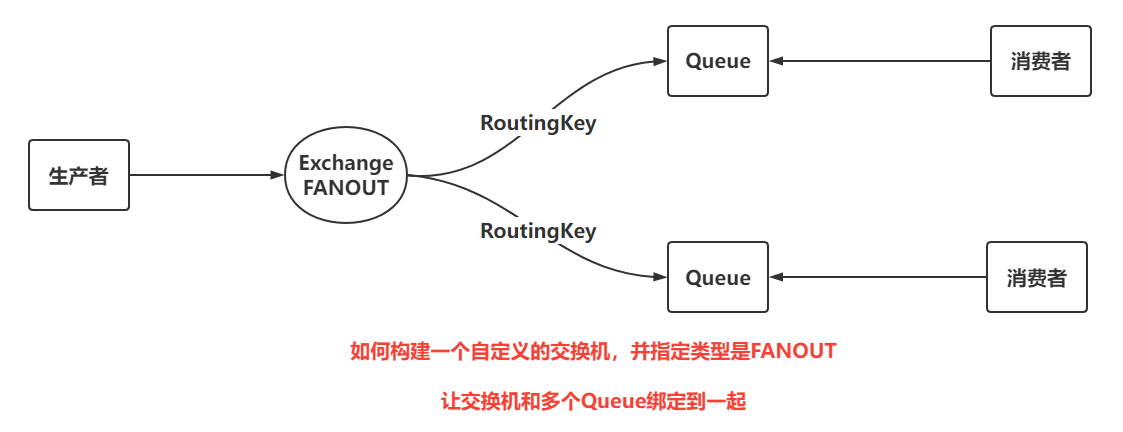 Queue
消费者
RoutingKey
生产者
Exchange
FANOUT
RoutingKey
Queue
消费者
如何构建一个自定义的交换机，并指定类型是FANOUT
让交换机和多个Queue绑定到一起